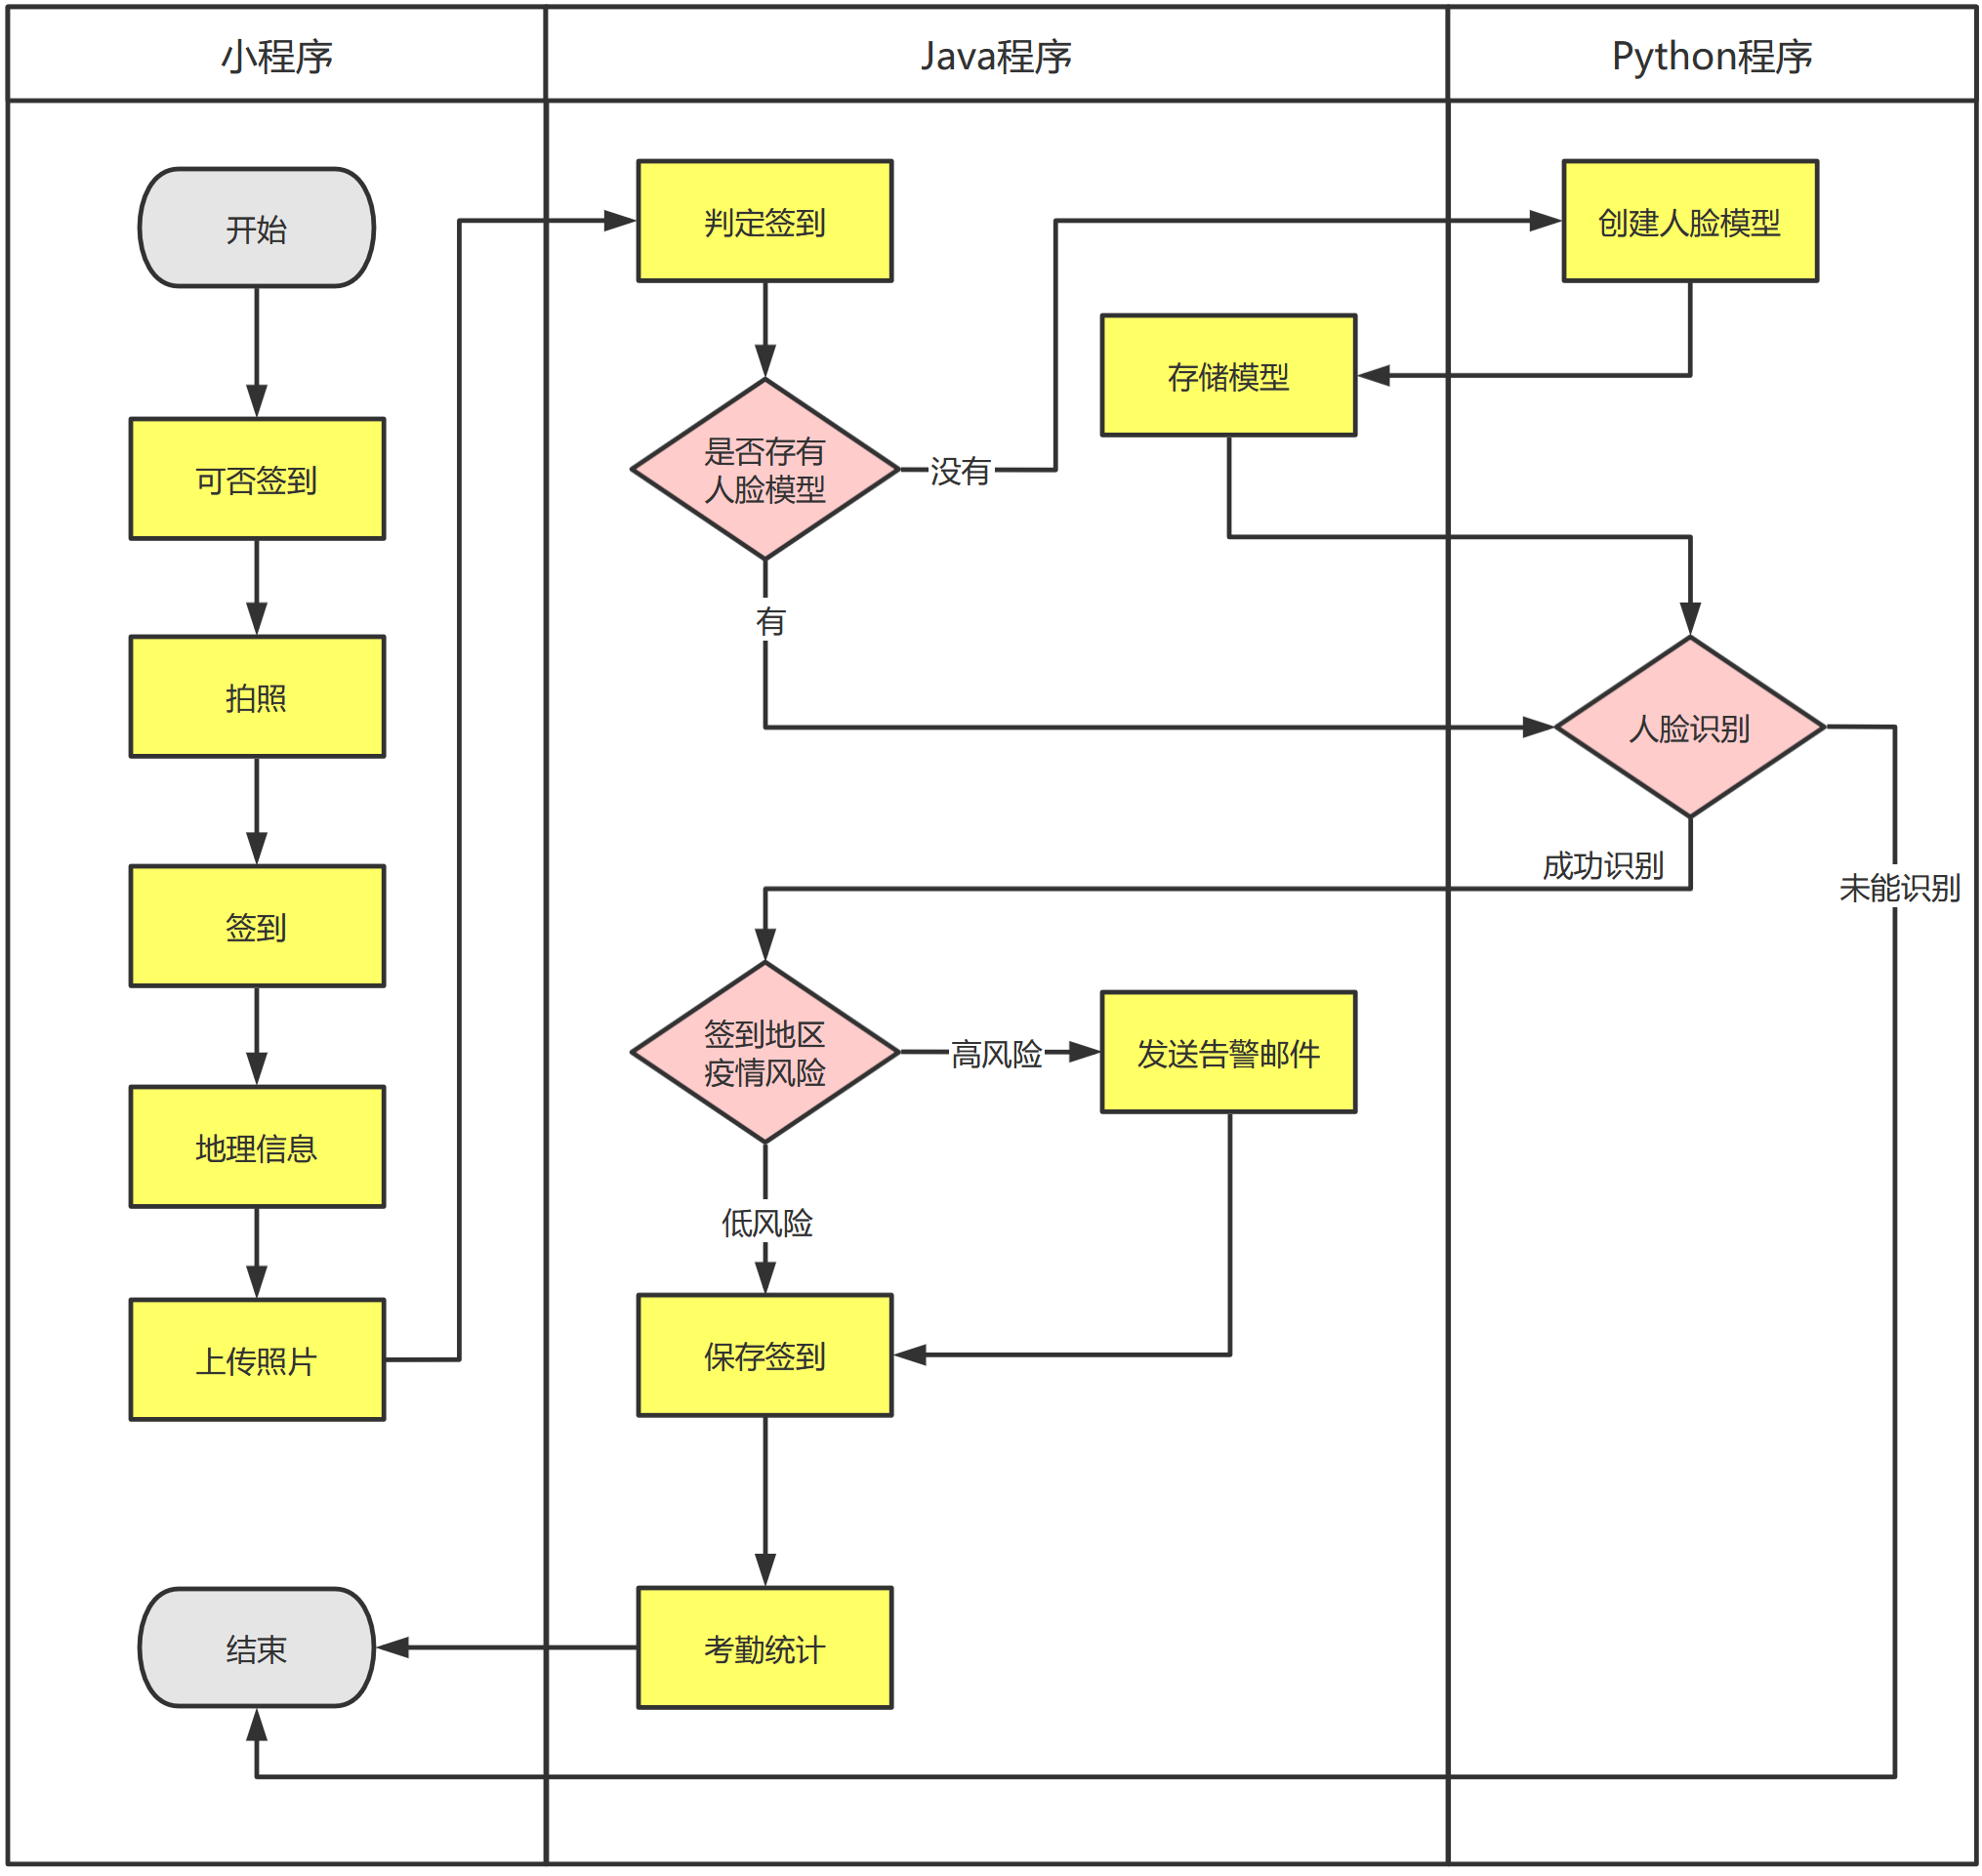 小程序
Java程序
Python程序
开始
可否签到
拍照
签到
地理信息
上传照片
结束
判定签到
是否存有
人脸模型
没有
有
存储模型
签到地区
疫情风险
高风险
发送告警邮件
低风险
保存签到
考勤统计
创建人脸模型
人脸识别
成功识别
未能识别